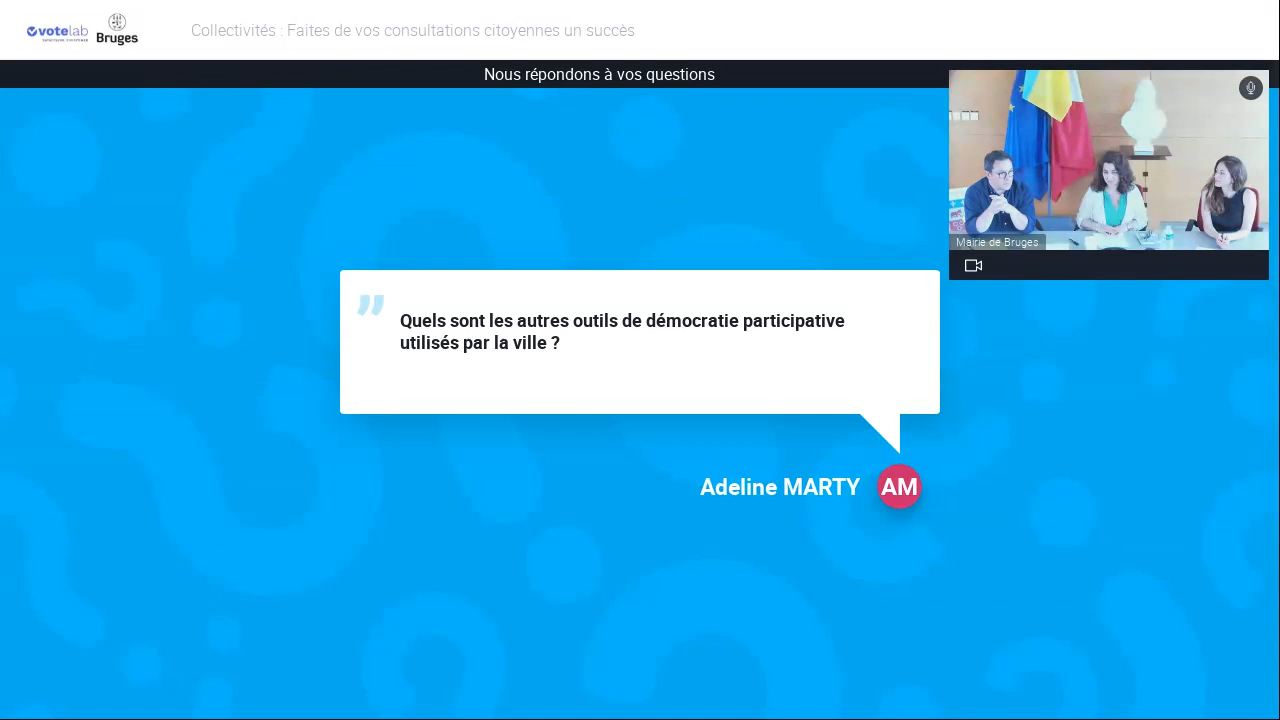 votelab
Bruges
Collectivités : Faites de vos consultations citoyennes un succès
Nous répondons à vos questions
Mairie de Bruges
Quels sont les autres outils de démocratie participative
utilisés par la ville ?
Adeline MARTY
AM